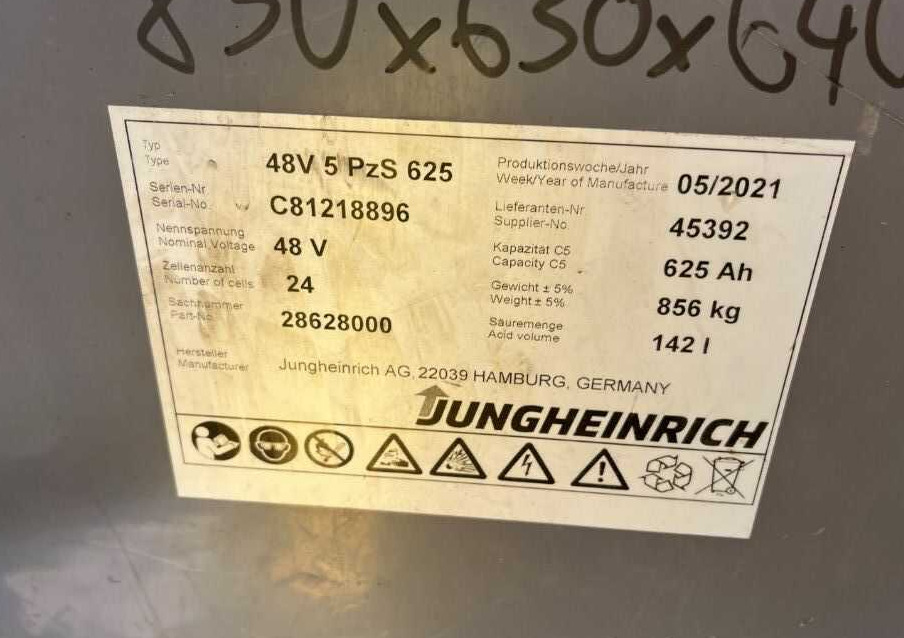 830x630x640
Typ
Type
48V 5 PzS 625
Serien-Nr
Serial-No.
C81218896
Nennspannung
Nominal Voltage
48 V
Zellenanzahl
Number of cells
24
Sachnummer
Part-No.
28628000
Hersteller
Manufacturer
Jungheinrich AG, 22039 HAMBURG, GERMANY
Produktionswoche/Jahr
Week/Year of Manufacture
05/2021
Lieferanten-Nr
Supplier-No.
45392
Kapazität C5
Capacity C5
625 Ah
Gewicht ± 5%
Weight ± 5%
856 kg
Säuremenge
Acid volume
142 l
JUNGHEINRICH